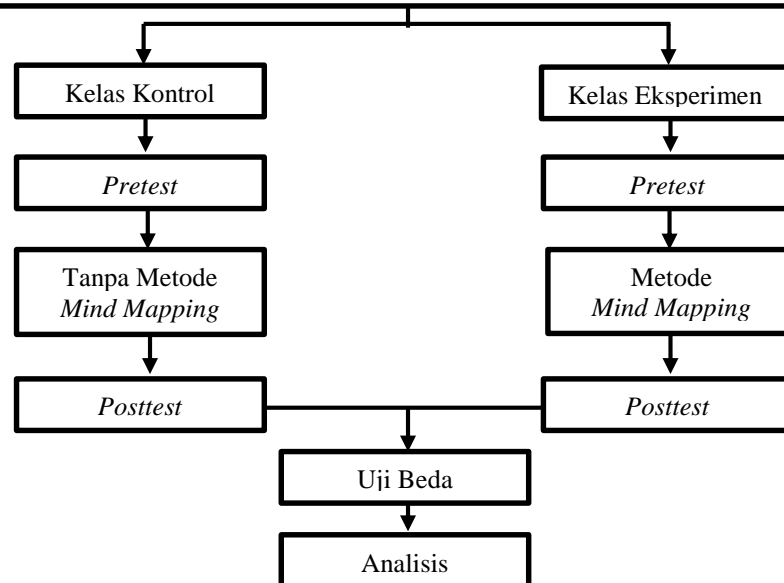 Kelas Kontrol
Kelas Eksperimen
Pretest
Pretest
Tanpa Metode
Mind Mapping
Metode
Mind Mapping
Posttest
Posttest
Uji Beda
Analisis